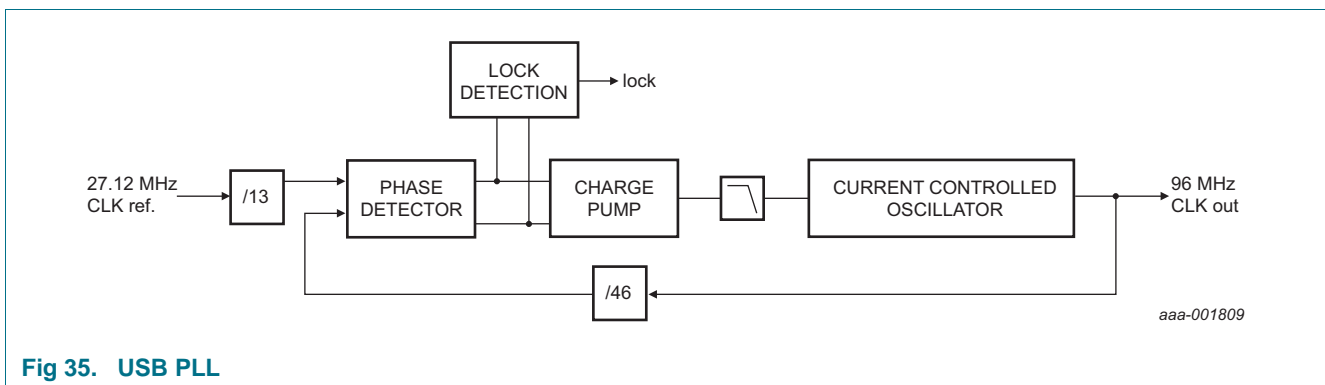 LOCK
DETECTION
lock
27.12 MHz
CLK ref.
/13
PHASE
DETECTOR
CHARGE
PUMP
CURRENT CONTROLLED
OSCILLATOR
96 MHz
CLK out
/46
aaa-001809
Fig 35. USB PLL